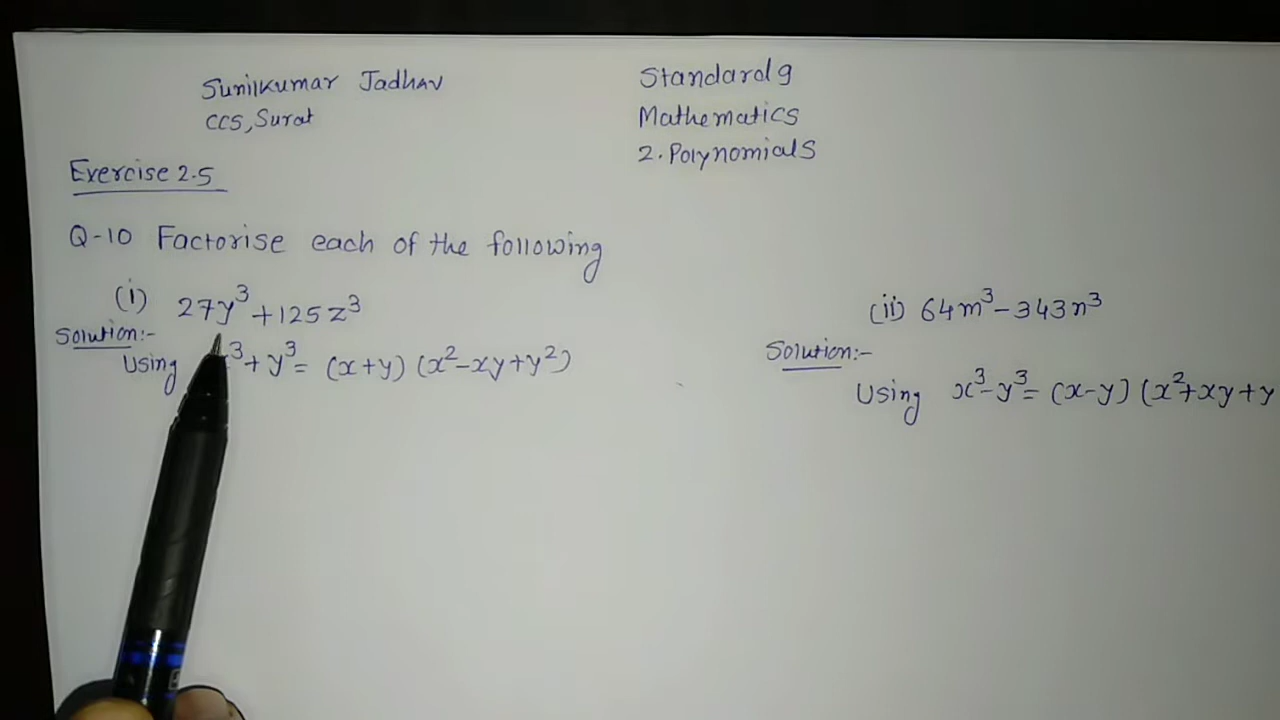 Sunilkumar Jadhav
CCS, Surat
Standard 9
Mathematics
2. Polynomials
Exercise 2.5
Q-10 Factorise each of the following
(i) 27y³ + 125z³
Solution:-
Using ³ + y³ = (x+y) (x² - xy + y²)
(ii) 64m³ - 343n³
Solution:-
Using x³ - y³ = (x-y) (x² + xy + y